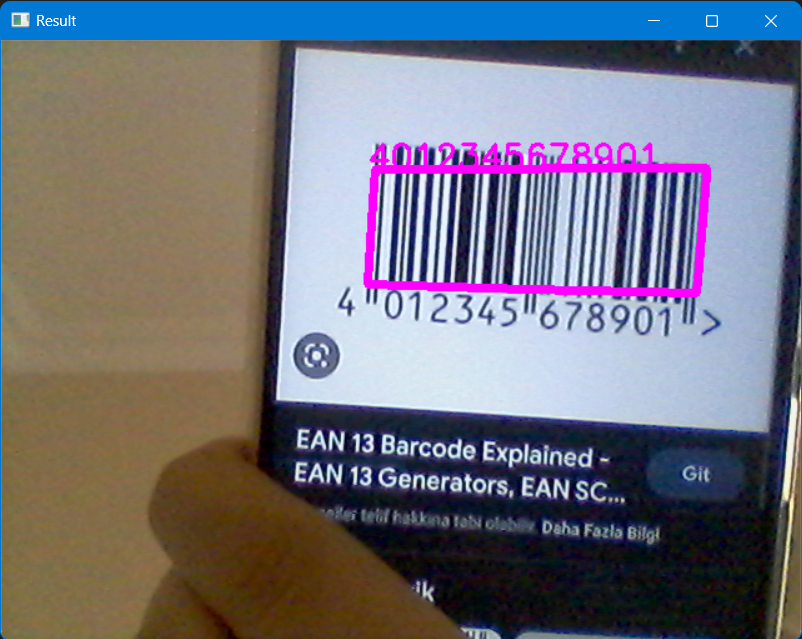 Result
4012345678901
4 012345 678901 >
EAN 13 Barcode Explained -
EAN 13 Generators, EAN SC...
Git
telif hakkına tabi olabilir. Daha Fazla Bilgi